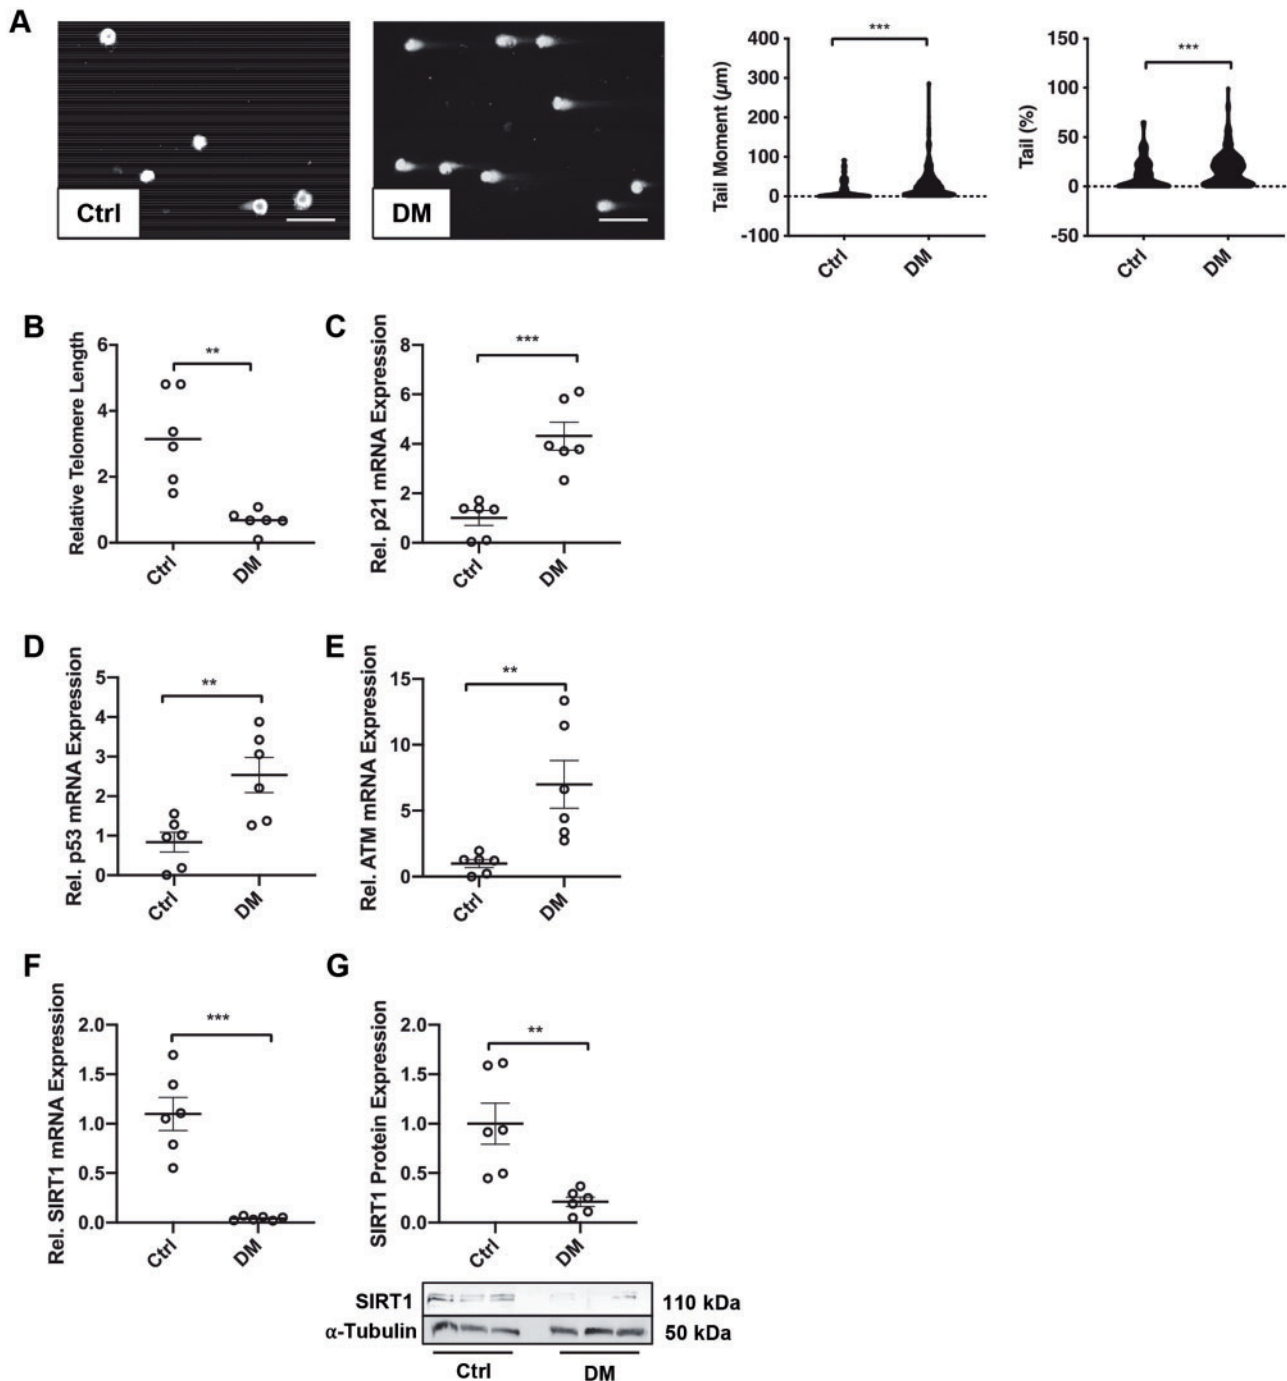 A
Ctrl
DM
Tail Moment (µm)
400
300
200
100
0
-100
***
Ctrl
DM
Tail (%)
150
100
50
0
-50
***
Ctrl
DM
B
Relative Telomere Length
6
4
2
0
**
Ctrl
DM
C
Rel. p21 mRNA Expression
8
6
4
2
0
***
Ctrl
DM
D
Rel. p53 mRNA Expression
5
4
3
2
1
0
**
Ctrl
DM
E
Rel. ATM mRNA Expression
15
10
5
0
**
Ctrl
DM
F
Rel. SIRT1 mRNA Expression
2.0
1.5
1.0
0.5
0.0
***
Ctrl
DM
G
SIRT1 Protein Expression
2.0
1.5
1.0
0.5
0.0
**
Ctrl
DM
SIRT1
110 kDa
α-Tubulin
50 kDa
Ctrl
DM